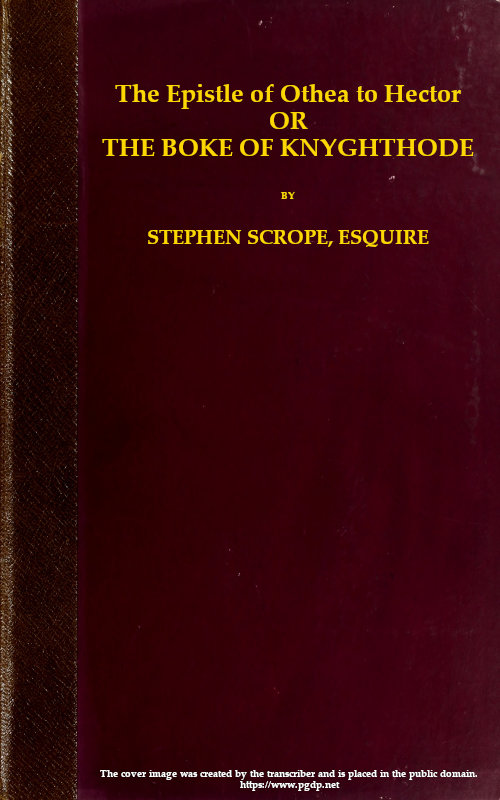 The Epistle of Othea to Hector
OR
THE BOKE OF KNYGHTHODE
BY
STEPHEN SCROPE, ESQUIRE
The cover image was created by the transcriber and is placed in the public domain.
https://www.pgdp.net